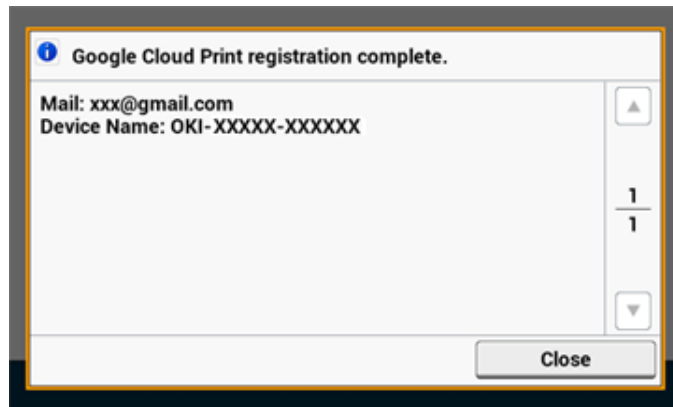 Google Cloud Print registration complete.
Mail: xxx@gmail.com
Device Name: OKI-XXXXX-XXXXXX
1
1
Close